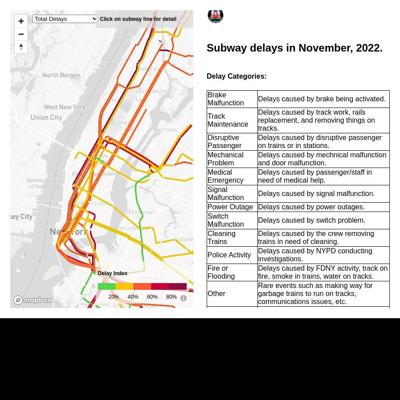 Total Delays
Click on subway line for detail
North Bergen
West New York
Union City
New York
mapbox
Delay Index
20% 40% 60% 80%
Subway delays in November, 2022.
Delay Categories:
Brake
Malfunction
Delays caused by brake being activated.
Track
Maintenance
Delays caused by track work, rails
replacement, and removing things on
tracks.
Disruptive
Passenger
Delays caused by disruptive passenger
on trains or in stations.
Mechanical
Problem
Delays caused by mechnical malfunction
and door malfunction.
Medical
Emergency
Delays caused by passenger/staff in
need of medical help.
Signal
Malfunction
Delays caused by signal malfunction.
Power Outage
Delays caused by power outages.
Switch
Malfunction
Delays caused by switch problem.
Cleaning
Trains
Delays caused by the crew removing
trains in need of cleaning.
Police Activity
Delays caused by NYPD conducting
investigations.
Fire or
Flooding
Delays caused by FDNY activity, track on
fire, smoke in trains, water on tracks.
Other
Rare events such as making way for
garbage trains to run on tracks,
communications issues, etc.